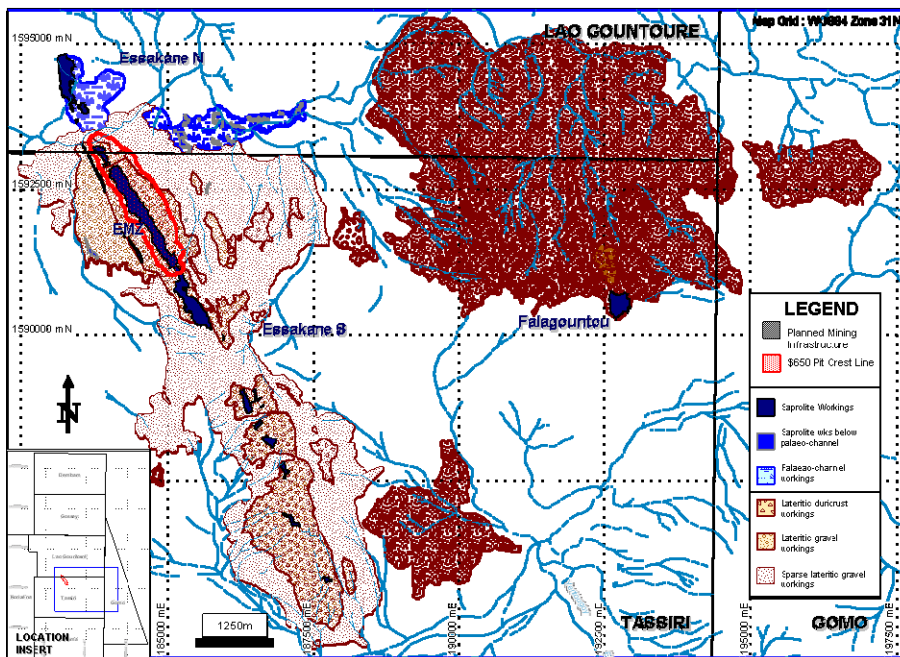 LAO GOUNTOURE
Map Grid : WGS84 Zone 31N
1595000 mN
Essakane N
1592500 mN
EMZ
1590000 mN
Essakane S
Falagountou
LEGEND
Planned Mining
Infrastructure
$650 Pit Crest Line
Saprolite Workings
Saprolite wks below
palaeo-channel
Palaeao-channel
workings
Lateritic duricrust
workings
Lateritic gravel
workings
Sparse lateritic gravel
workings
N
1250m
185000 mE
187500 mE
190000 mE
192500 mE
195000 mE
197500 mE
TASSIRI
GOMO
LOCATION
INSERT